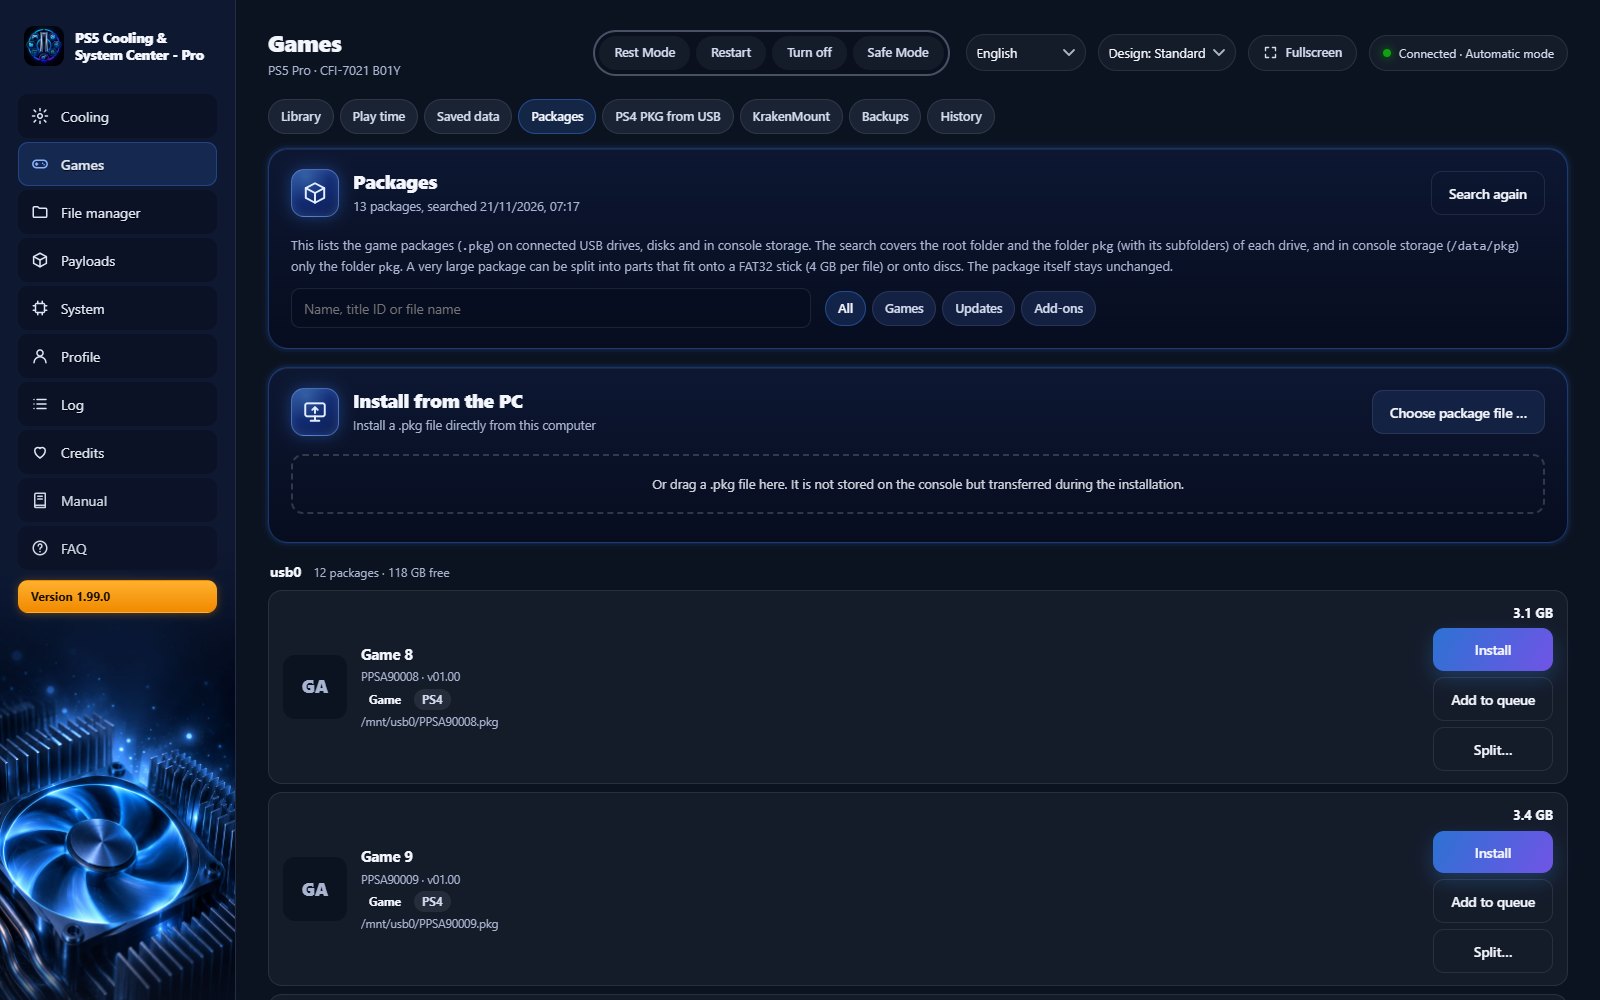 PS5 Cooling &
System Center - Pro
Cooling
Games
File manager
Payloads
System
Profile
Log
Credits
Manual
FAQ
Version 1.99.0
Games
PS5 Pro · CFI-7021 B01Y
Rest Mode
Restart
Turn off
Safe Mode
English
Design: Standard
Fullscreen
Connected · Automatic mode
Library
Play time
Saved data
Packages
PS4 PKG from USB
KrakenMount
Backups
History
Packages
13 packages, searched 21/11/2026, 07:17
Search again
This lists the game packages (.pkg) on connected USB drives, disks and in console storage. The search covers the root folder and the folder pkg (with its subfolders) of each drive, and in console storage (/data/pkg)
only the folder pkg. A very large package can be split into parts that fit onto a FAT32 stick (4 GB per file) or onto discs. The package itself stays unchanged.
Name, title ID or file name
All
Games
Updates
Add-ons
Install from the PC
Install a .pkg file directly from this computer
Choose package file ...
Or drag a .pkg file here. It is not stored on the console but transferred during the installation.
usb0 12 packages · 118 GB free
3.1 GB
GA
Game 8
PPSA90008 · v01.00
Game PS4
/mnt/usb0/PPSA90008.pkg
Install
Add to queue
Split...
3.4 GB
GA
Game 9
PPSA90009 · v01.00
Game PS4
/mnt/usb0/PPSA90009.pkg
Install
Add to queue
Split...